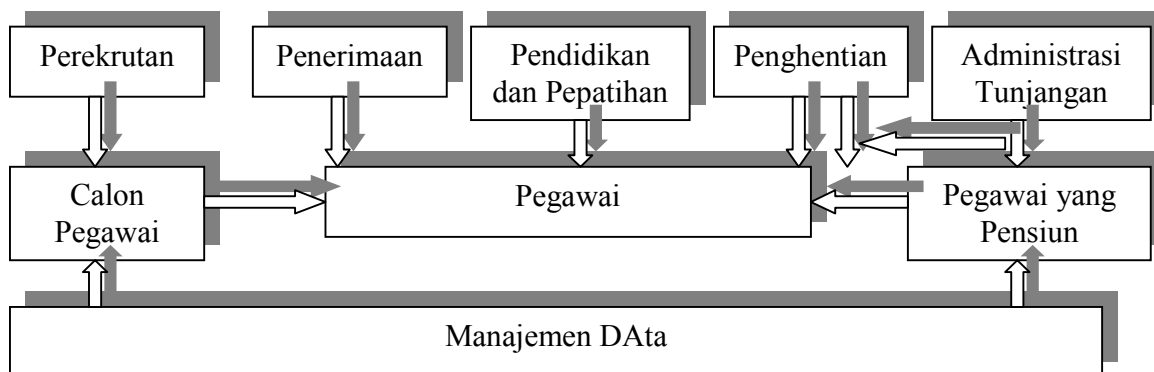 Perekrutan
Penerimaan
Pendidikan
dan Pepatihan
Penghentian
Administrasi
Tunjangan
Calon
Pegawai
Pegawai
Pegawai yang
Pensiun
Manajemen DAta